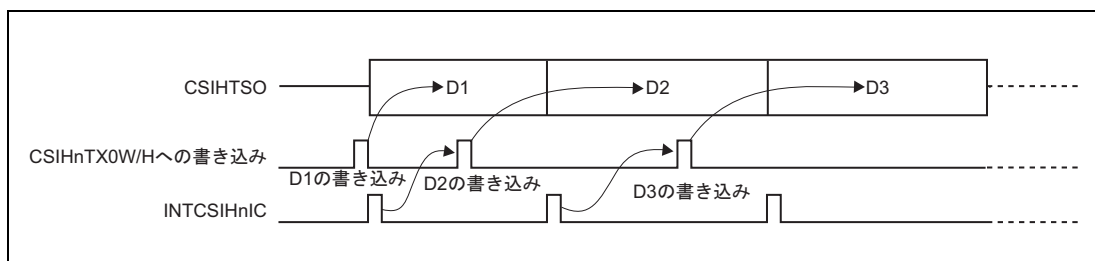 CSIHTSO
D1
D2
D3
CSIHnTX0W/Hへの書き込み
D1の書き込み
D2の書き込み
D3の書き込み
INTCSIHnIC